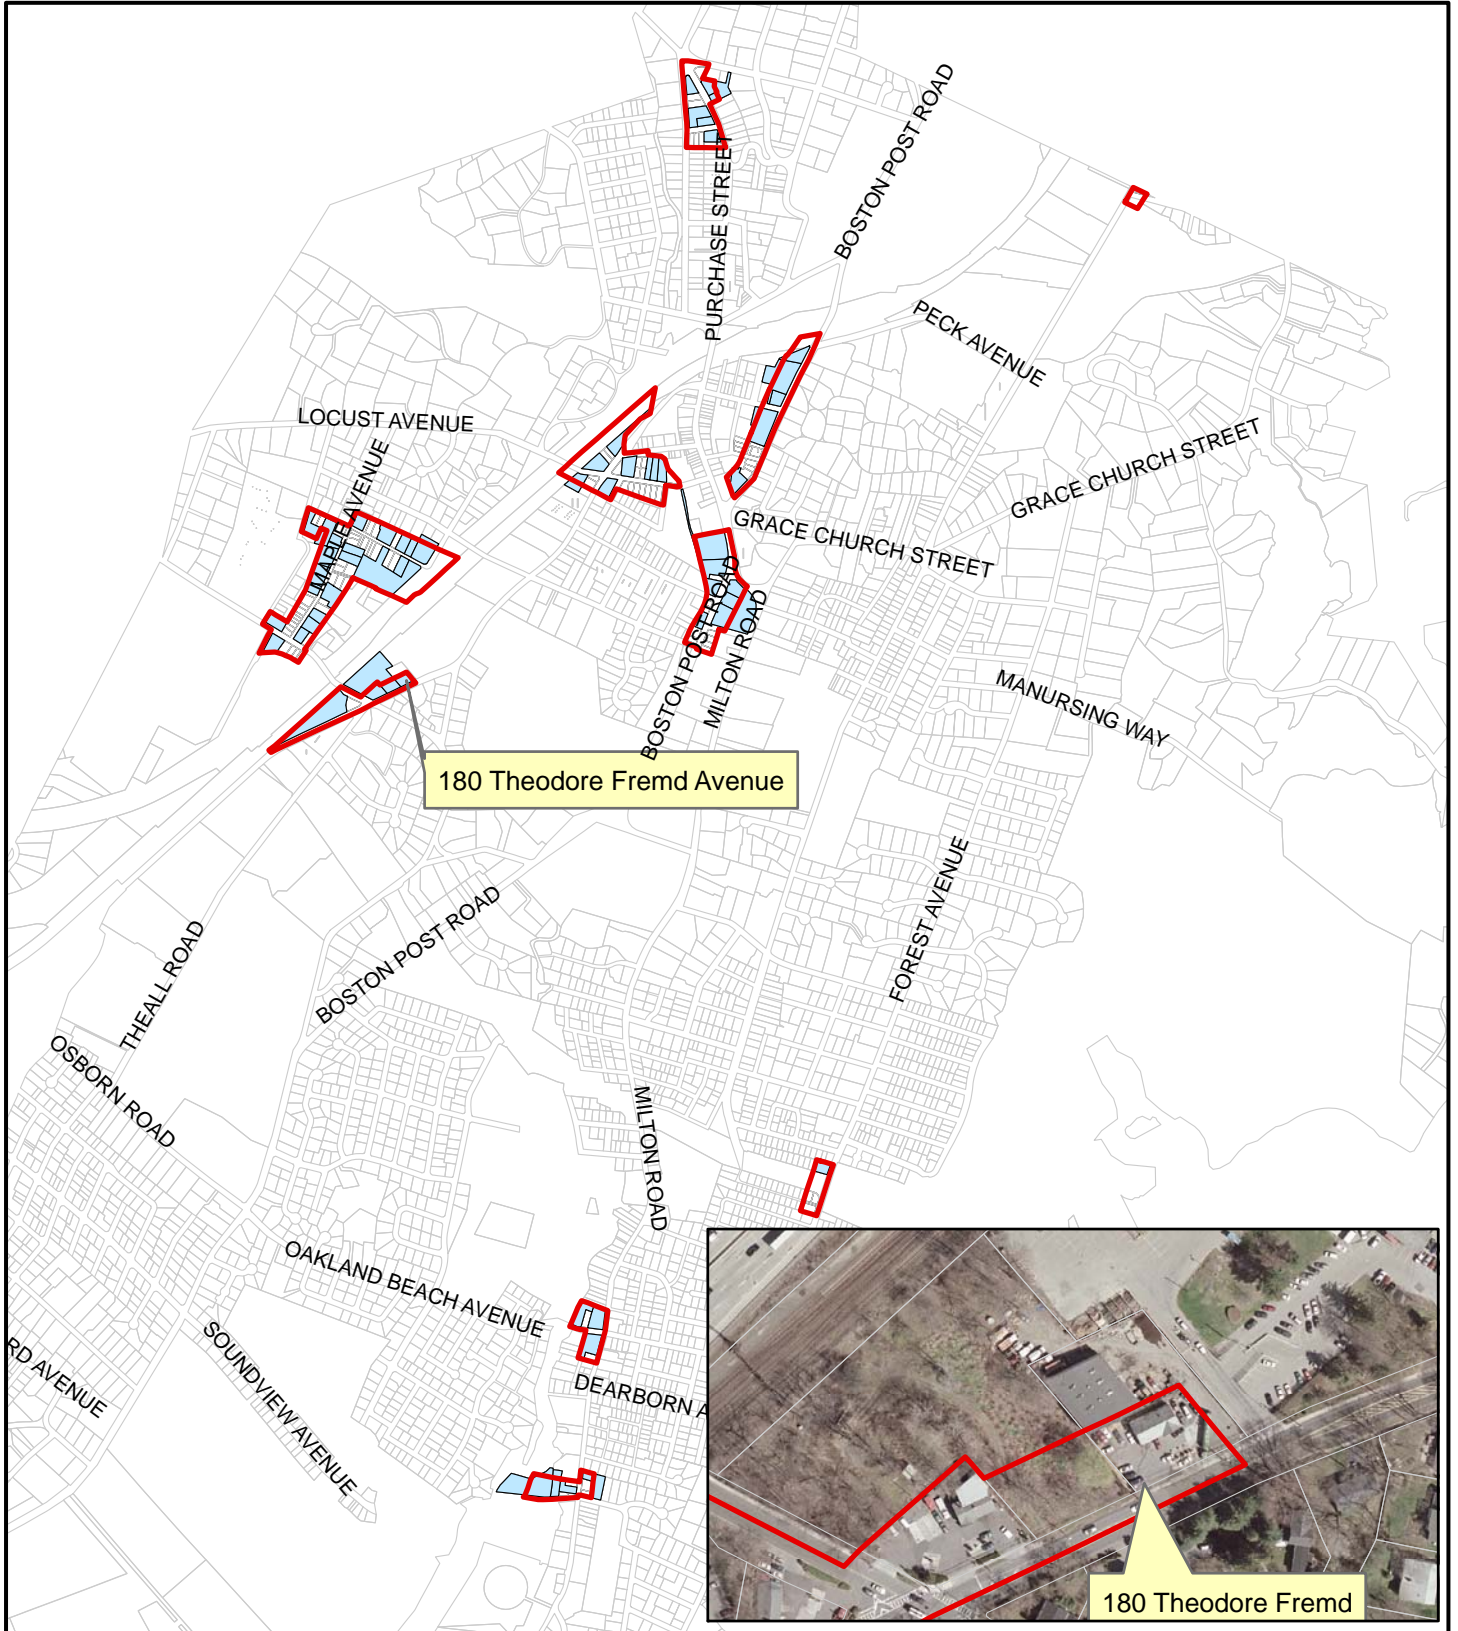 BOSTON POST ROAD
PURCHASE STREET
PECK AVENUE
LOCUST AVENUE
MAPLE AVENUE
GRACE CHURCH STREET
GRACE CHURCH STREET
BOSTON POST ROAD
MILTON ROAD
MANURSING WAY
180 Theodore Fremd Avenue
FOREST AVENUE
BOSTON POST ROAD
THEALL ROAD
OSBORN ROAD
MILTON ROAD
OAKLAND BEACH AVENUE
SOUNDVIEW AVENUE
RD AVENUE
DEARBORN A
180 Theodore Fremd